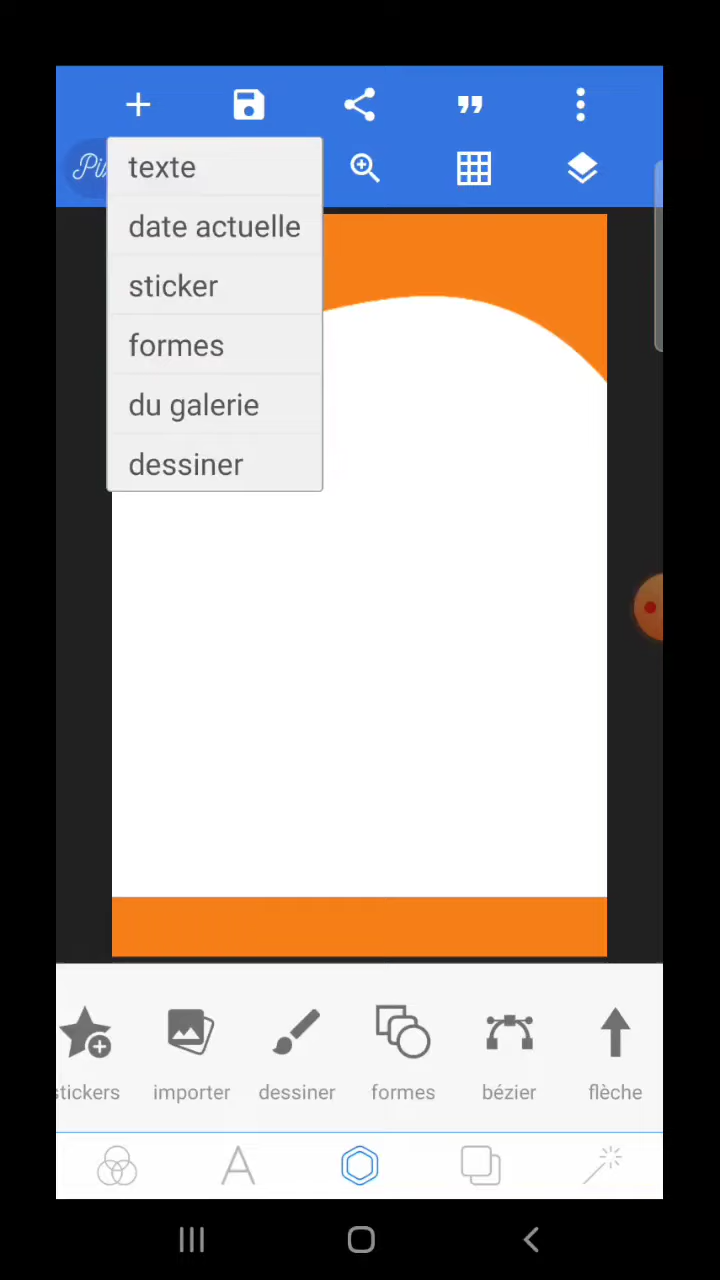 texte
date actuelle
sticker
formes
du galerie
dessiner
stickers
importer
dessiner
formes
bézier
flèche